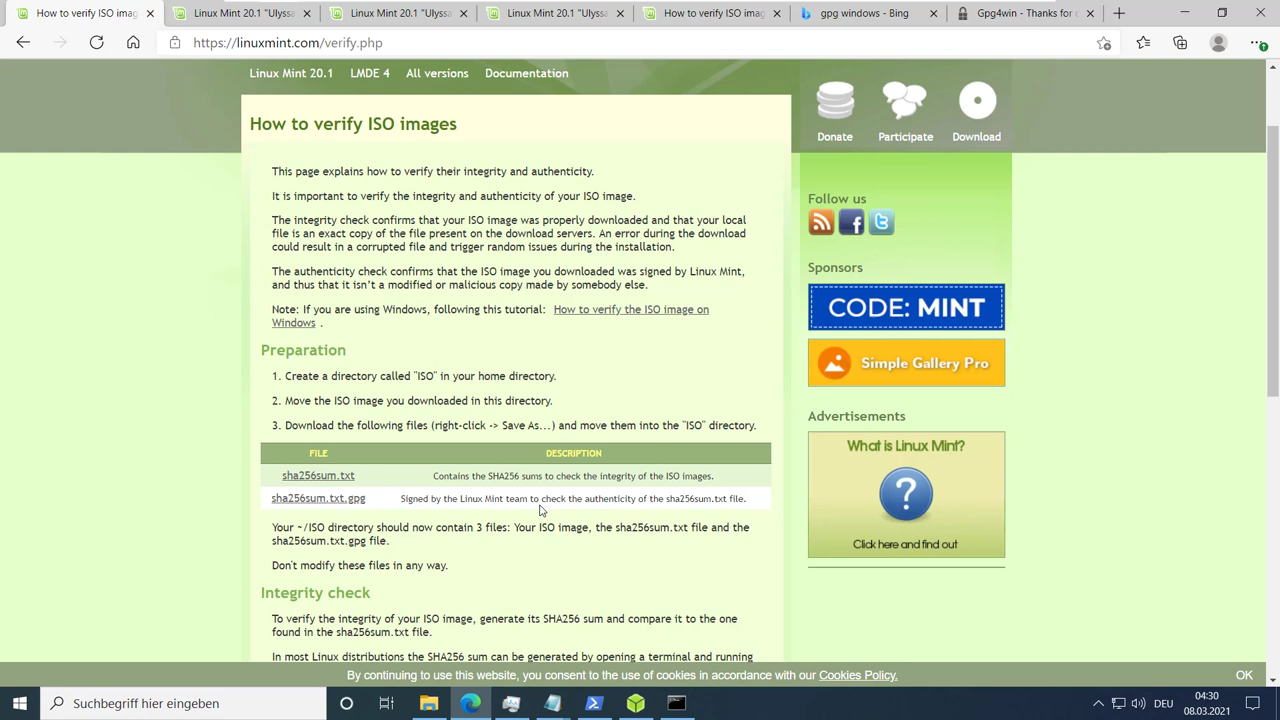 How to verify ISO imag
Linux Mint 20.1 "Ulyssa
Linux Mint 20.1 "Ulyssa
Linux Mint 20.1 "Ulyssa
How to verify ISO imag
gpg windows - Bing
Gpg4win - Thanks for d
https://linuxmint.com/verify.php
Linux Mint 20.1
LMDE 4
All versions
Documentation
Donate
Participate
Download
How to verify ISO images
This page explains how to verify their integrity and authenticity.
It is important to verify the integrity and authenticity of your ISO image.
The integrity check confirms that your ISO image was properly downloaded and that your local
file is an exact copy of the file present on the download servers. An error during the download
could result in a corrupted file and trigger random issues during the installation.
The authenticity check confirms that the ISO image you downloaded was signed by Linux Mint,
and thus that it isn't a modified or malicious copy made by somebody else.
Note: If you are using Windows, following this tutorial: How to verify the ISO image on
Windows .
Preparation
1. Create a directory called "ISO" in your home directory.
2. Move the ISO image you downloaded in this directory.
3. Download the following files (right-click -> Save As...) and move them into the "ISO" directory.
FILE DESCRIPTION
sha256sum.txt Contains the SHA256 sums to check the integrity of the ISO images.
sha256sum.txt.gpg Signed by the Linux Mint team to check the authenticity of the sha256sum.txt file.
Your ~/ISO directory should now contain 3 files: Your ISO image, the sha256sum.txt file and the
sha256sum.txt.gpg file.
Don't modify these files in any way.
Integrity check
To verify the integrity of your ISO image, generate its SHA256 sum and compare it to the one
found in the sha256sum.txt file.
In most Linux distributions the SHA256 sum can be generated by opening a terminal and running
Follow us
Sponsors
CODE: MINT
Simple Gallery Pro
Advertisements
What is Linux Mint?
?
Click here and find out
By continuing to use this website, you consent to the use of cookies in accordance with our Cookies Policy.
OK
Suchbegriff hier eingeben
DEU
04:30
08.03.2021